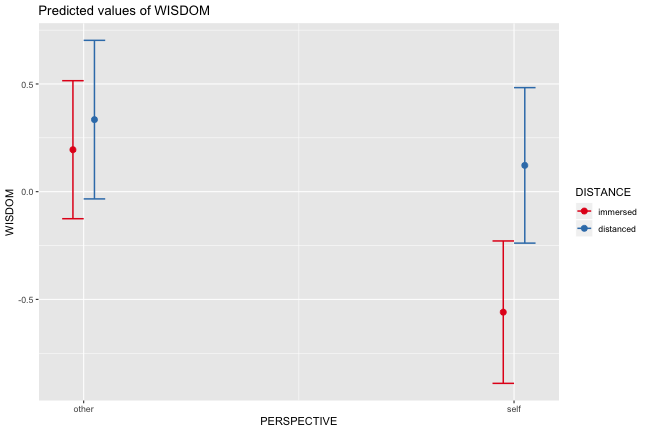 Predicted values of WISDOM
0.5
0.0
-0.5
WISDOM
other
self
PERSPECTIVE
DISTANCE
immersed
distanced